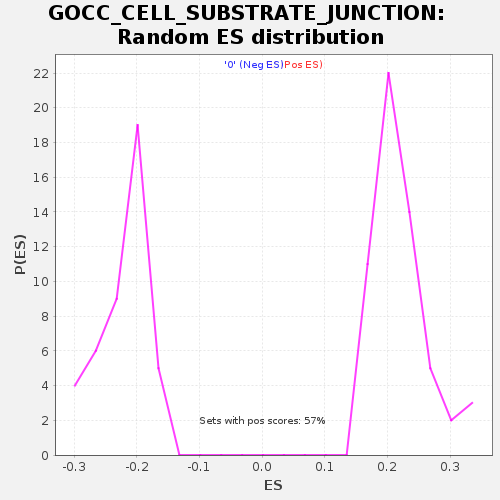 GOCC_CELL_SUBSTRATE_JUNCTION:
Random ES distribution
'0' (Neg ES)Pos ES)
22
20
18
16
14
12
10
8
6
4
2
0
P(ES)
Sets with pos scores: 57%
-0.3 -0.2 -0.1 0.0 0.1 0.2 0.3
ES